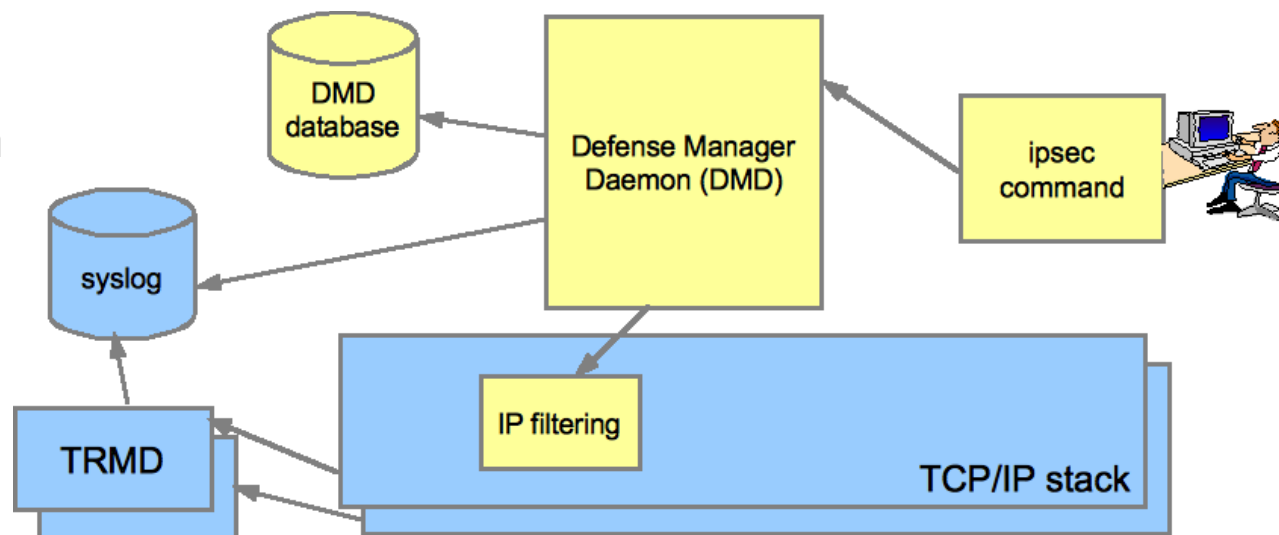 DMD
database
Defense Manager
Daemon (DMD)
ipsec
command
syslog
IP filtering
TRMD
TCP/IP stack